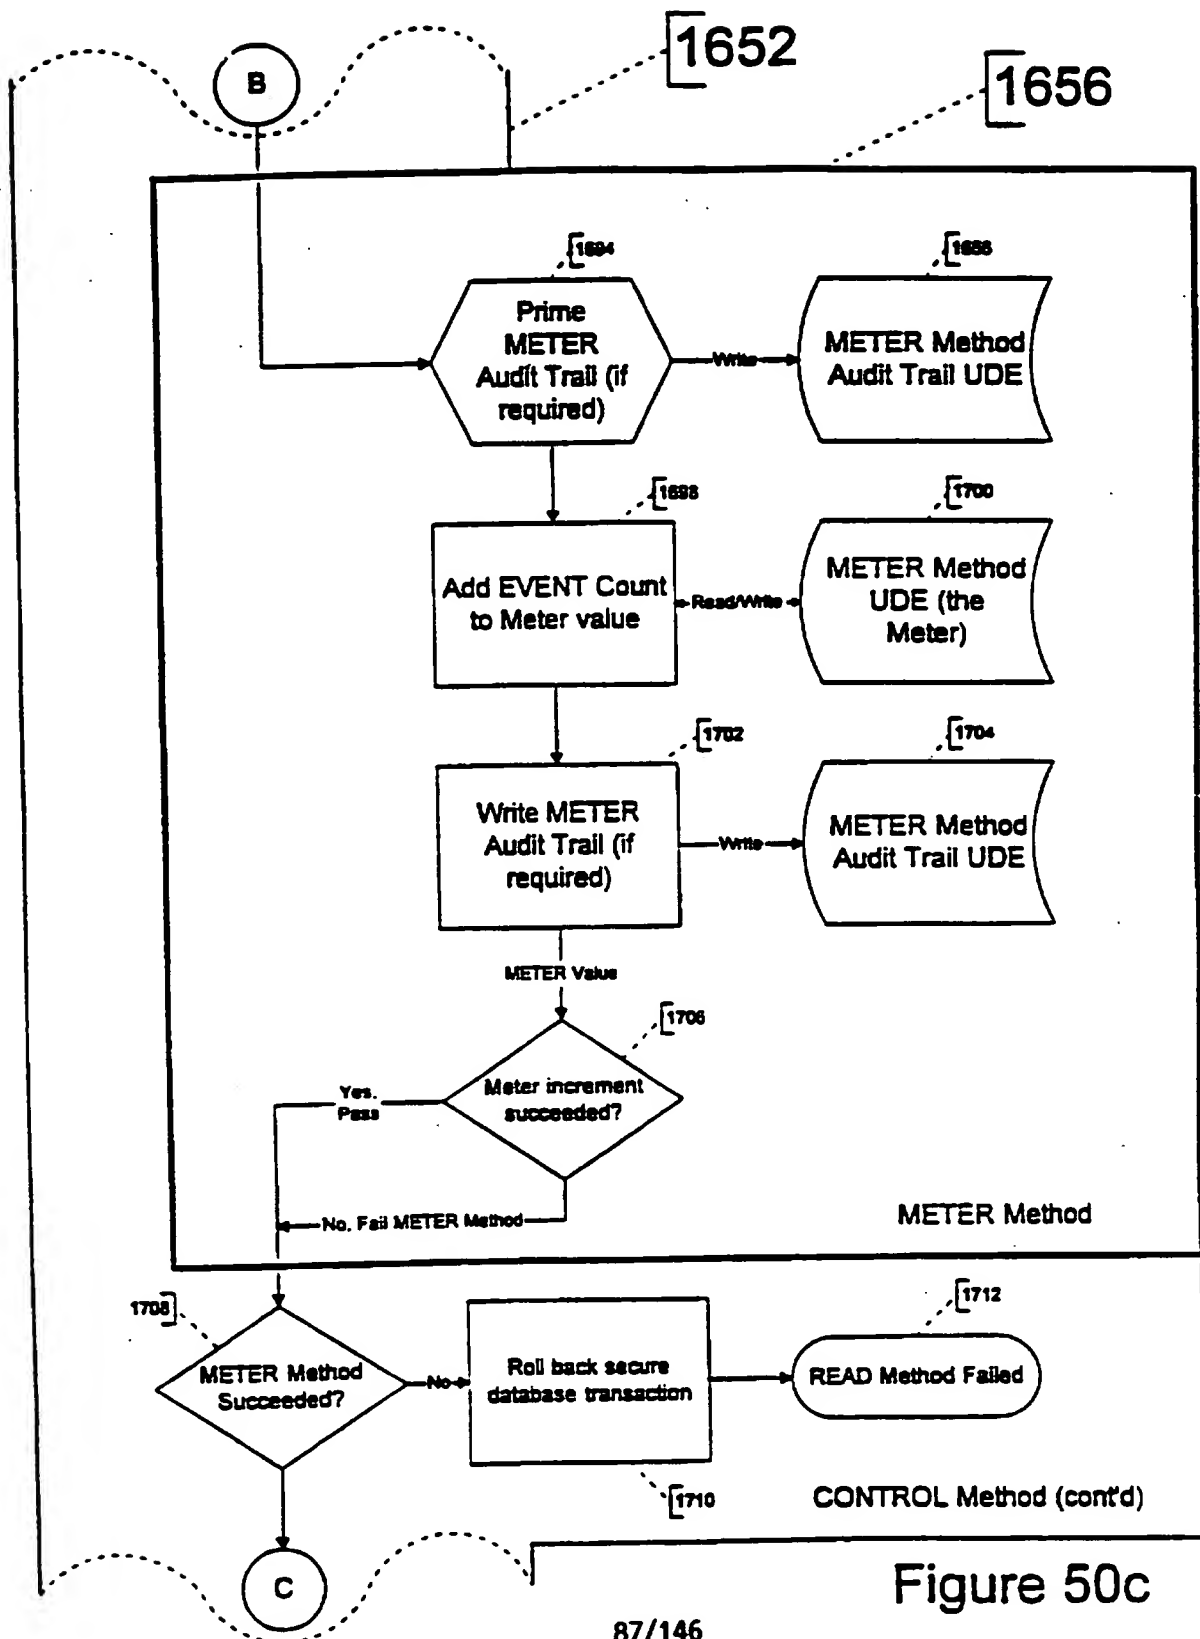 1652
B
1656
1694
Prime
METER
Audit Trail (if
required)
Write
METER Method
Audit Trail UDE
1698
Add EVENT Count
to Meter value
Read/Write
1700
METER Method
UDE (the
Meter)
1702
Write METER
Audit Trail (if
required)
Write
1704
METER Method
Audit Trail UDE
METER Value
1706
Meter increment
succeeded?
Yes.
Pass
No. Fail METER Method
METER Method
1708
METER Method
Succeeded?
No
Roll back secure
database transaction
1710
1712
READ Method Failed
CONTROL Method (cont'd)
C
Figure 50c
87/146